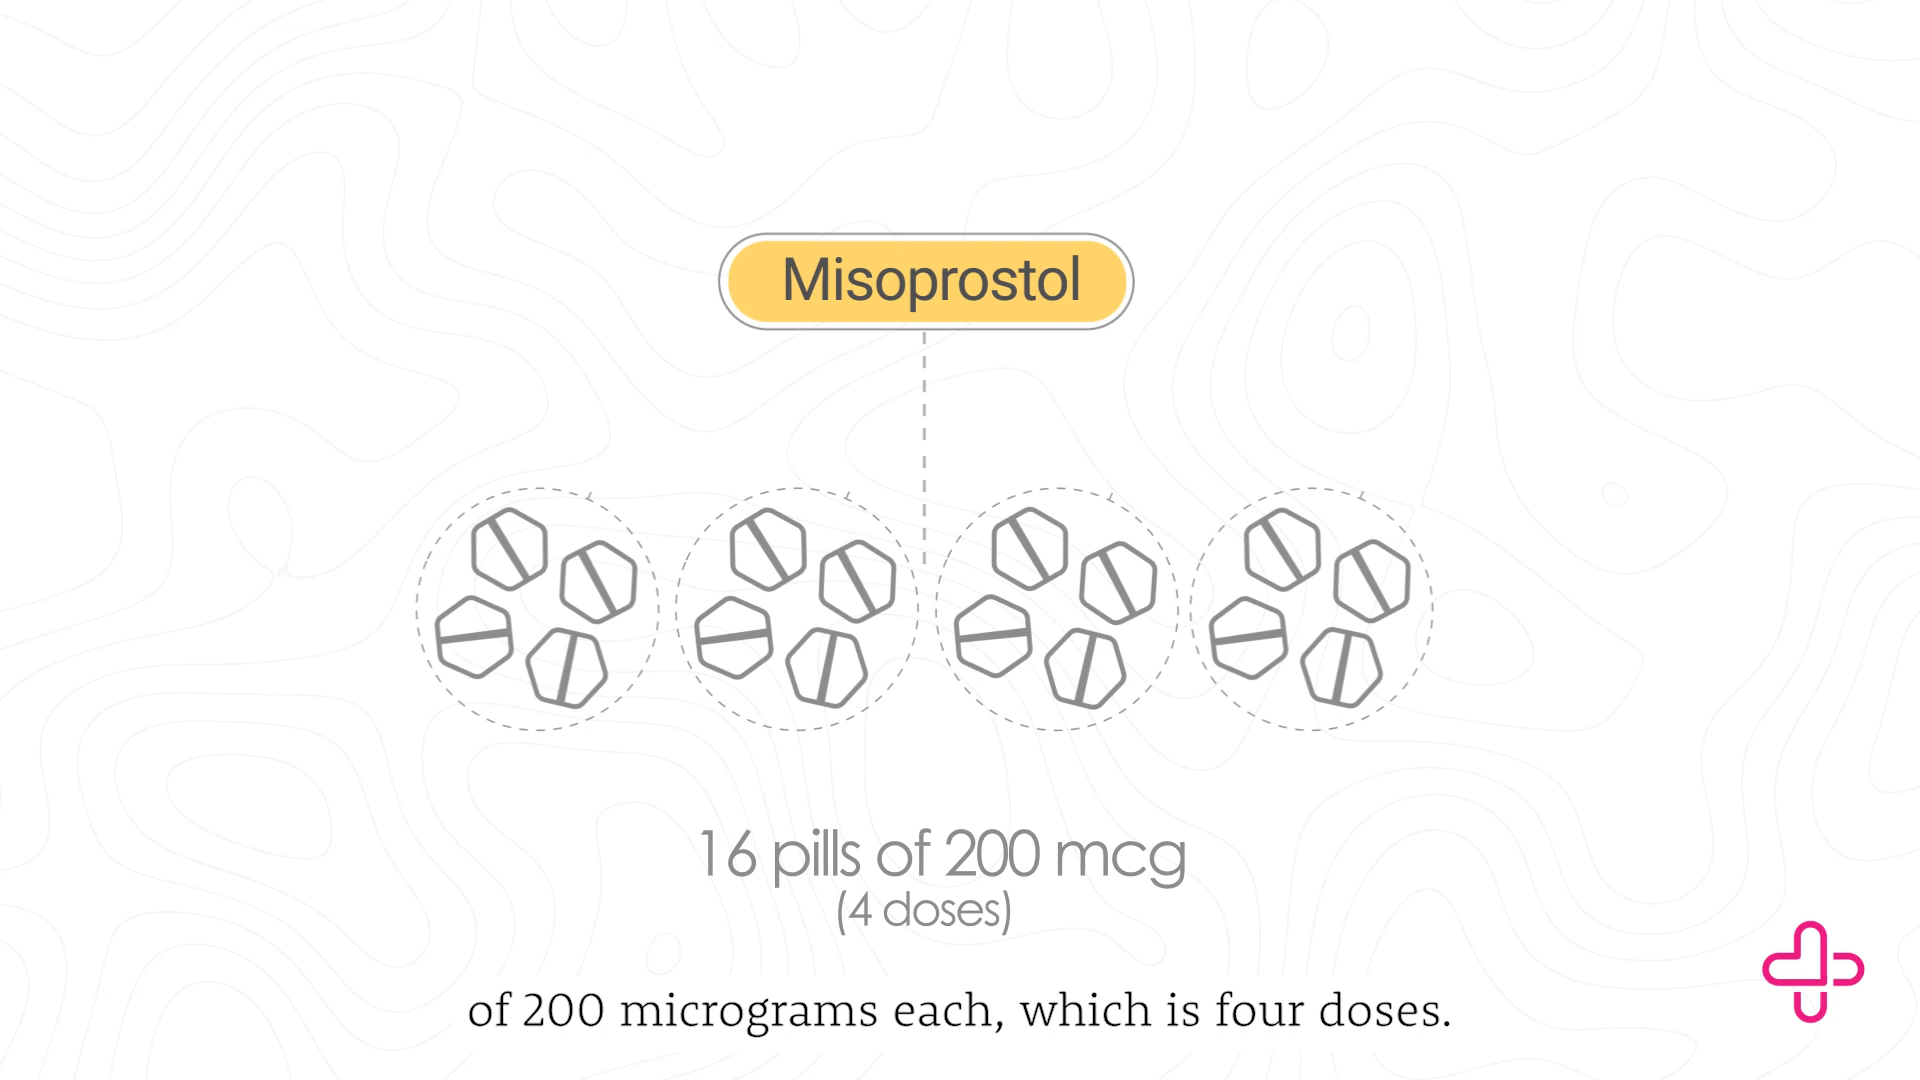 Misoprostol
16 pills of 200 mcg
(4 doses)
of 200 micrograms each, which is four doses.